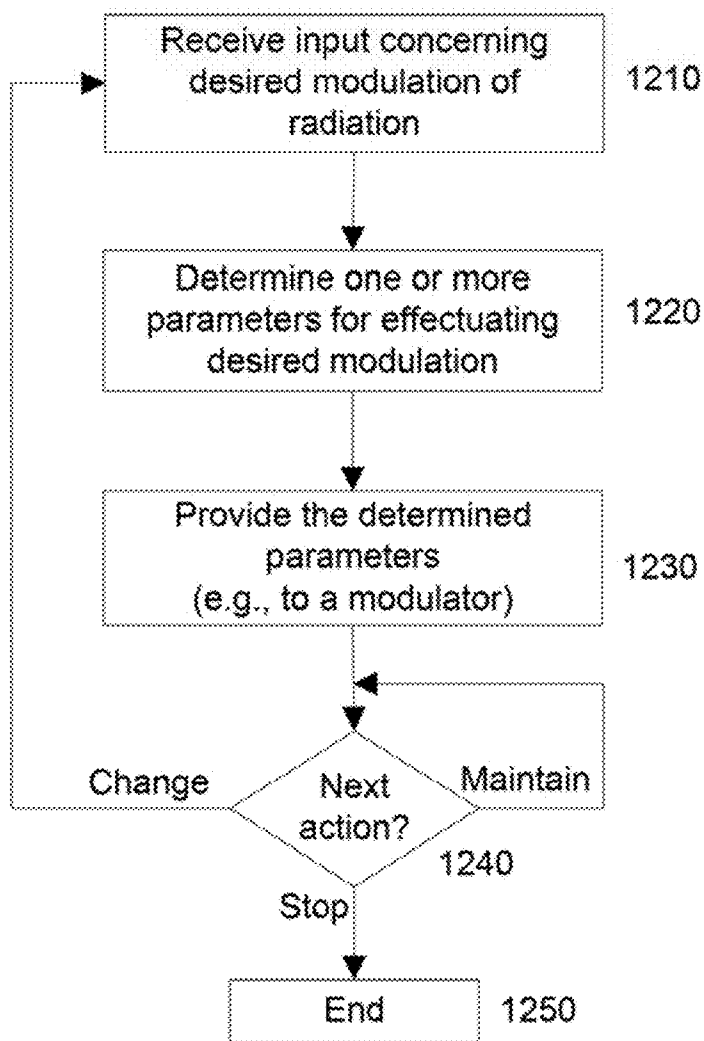 Receive input concerning
desired modulation of
radiation
1210
Determine one or more
parameters for effectuating
desired modulation
1220
Provide the determined
parameters
(e.g., to a modulator)
1230
Change
Next
action?
Maintain
1240
Stop
End
1250